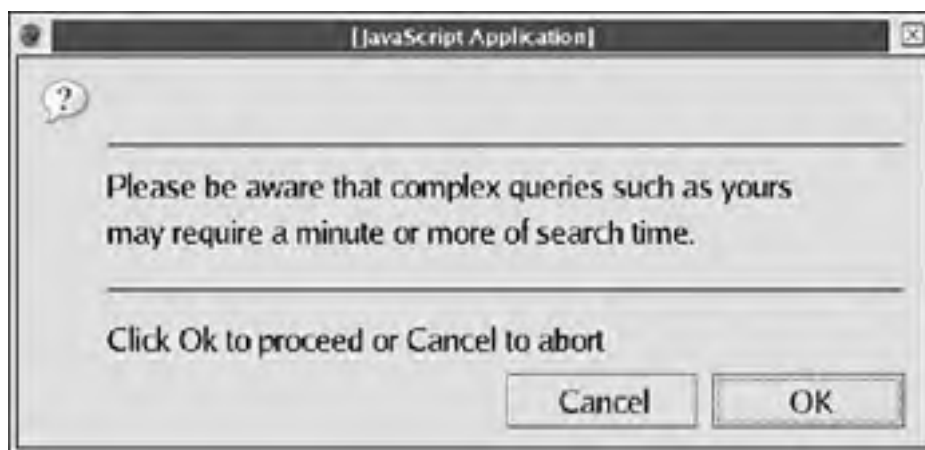 [JavaScript Application]
?
Please be aware that complex queries such as yours
may require a minute or more of search time.
Click Ok to proceed or Cancel to abort
Cancel OK